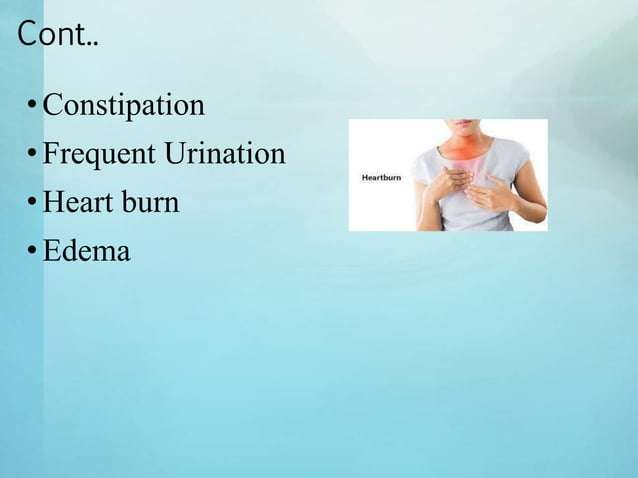 Cont..
• Constipation
• Frequent Urination
• Heart burn
• Edema
Heartburn